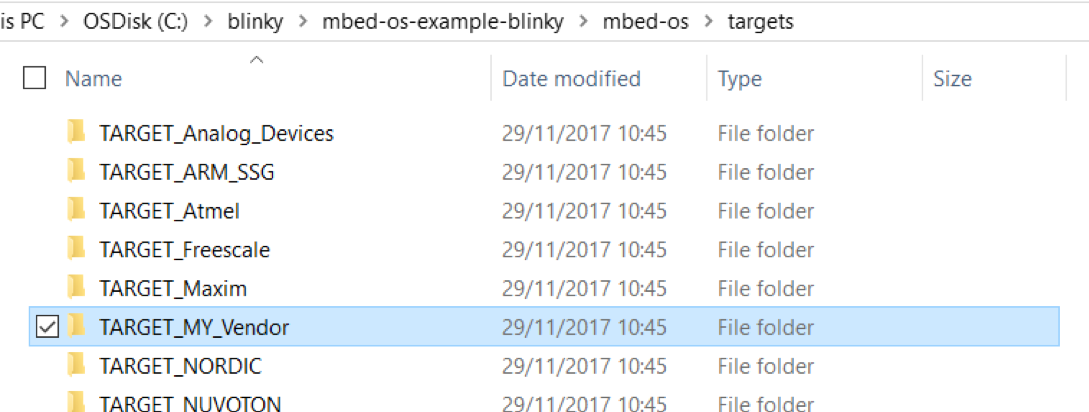 is PC > OSDisk (C:) > blinky > mbed-os-example-blinky > mbed-os > targets
Name Date modified Type Size
TARGET_Analog_Devices 29/11/2017 10:45 File folder
TARGET_ARM_SSG 29/11/2017 10:45 File folder
TARGET_Atmel 29/11/2017 10:45 File folder
TARGET_Freescale 29/11/2017 10:45 File folder
TARGET_Maxim 29/11/2017 10:45 File folder
TARGET_MY_Vendor 29/11/2017 10:45 File folder
TARGET_NORDIC 29/11/2017 10:45 File folder
TARGET_NUVOTON 29/11/2017 10:45 File folder